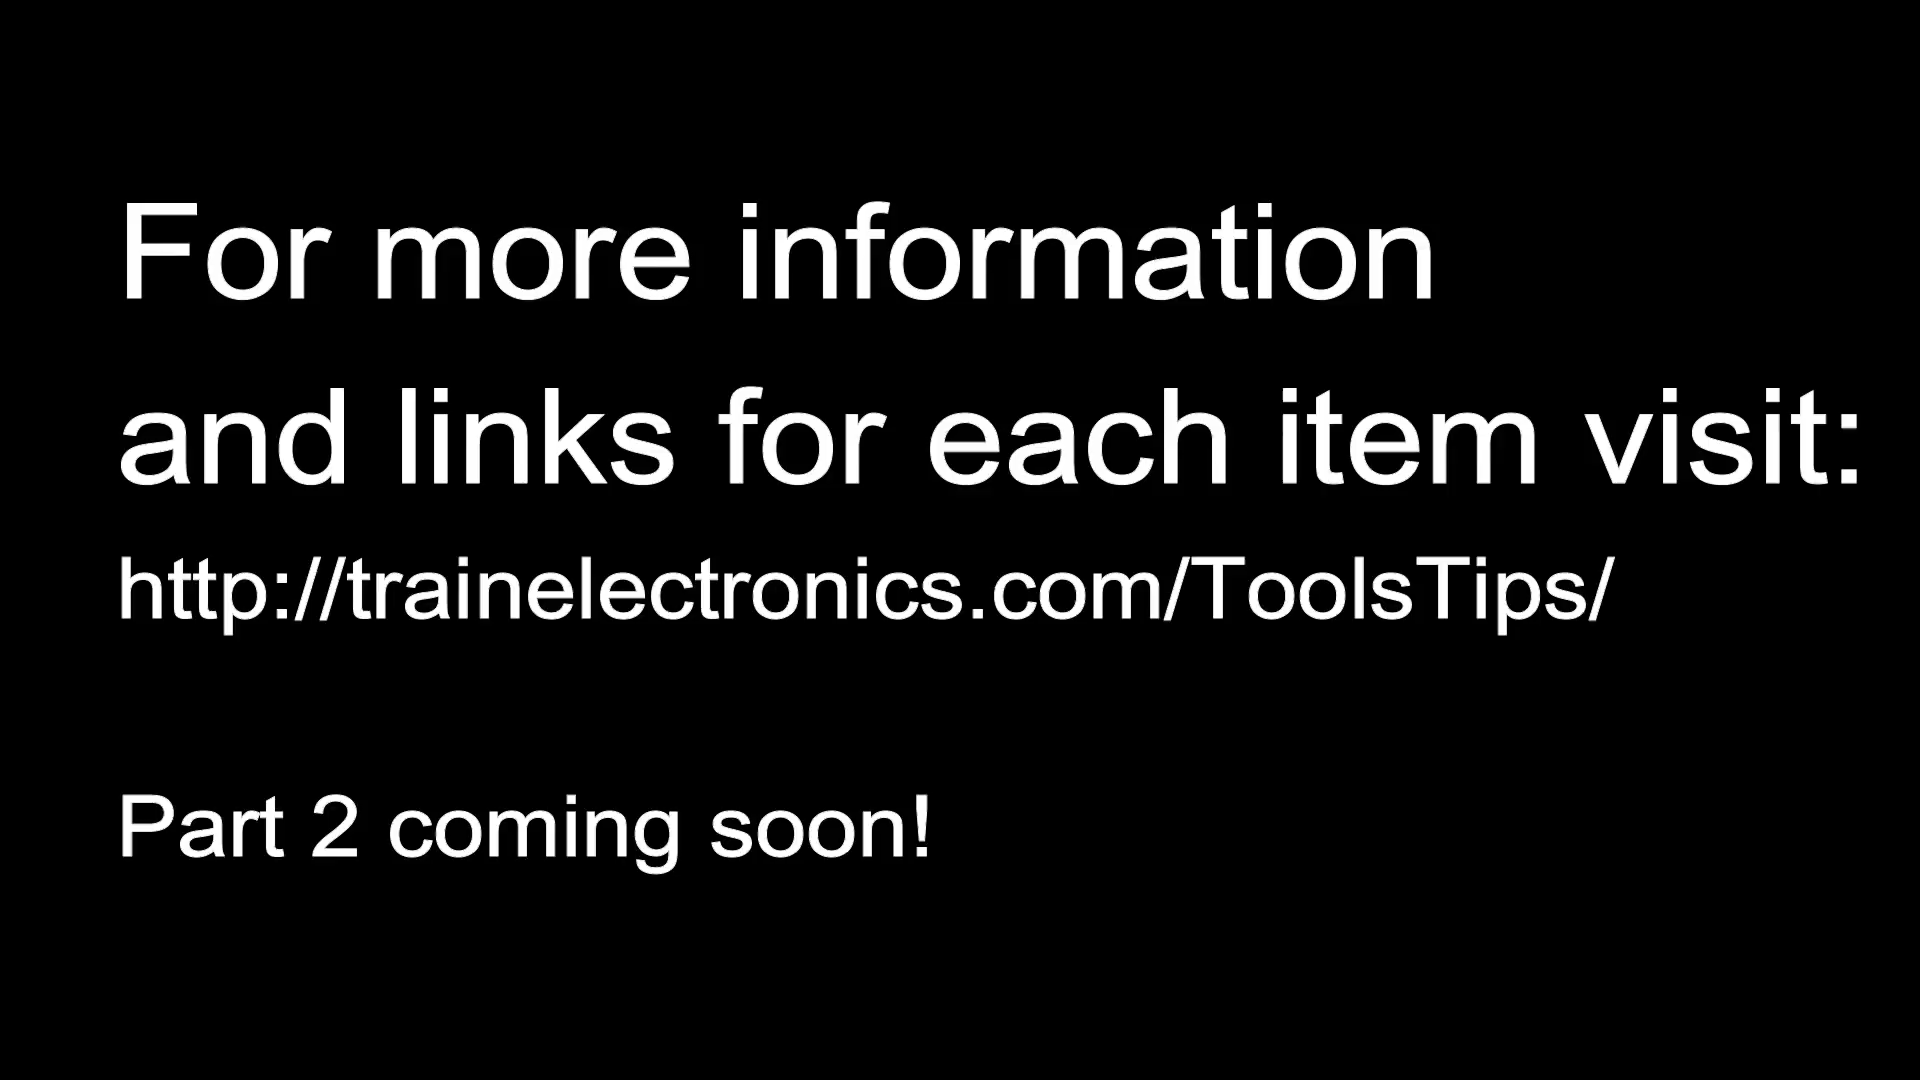 For more information
and links for each item visit:
http://trainelectronics.com/ToolsTips/
Part 2 coming soon!